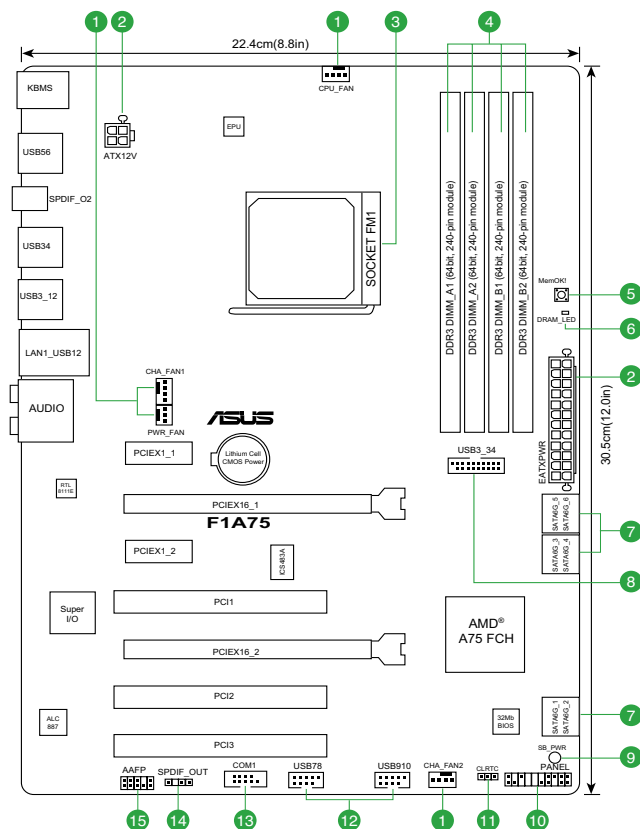 1
2
1
3
4
22.4cm(8.8in)
KBMS
CPU_FAN
ATX12V
EPU
USB56
SPDIF_O2
USB34
USB3_12
LAN1_USB12
AUDIO
SOCKET FM1
DDR3 DIMM_A1 (64bit, 240-pin module)
DDR3 DIMM_A2 (64bit, 240-pin module)
DDR3 DIMM_B1 (64bit, 240-pin module)
DDR3 DIMM_B2 (64bit, 240-pin module)
MemOK!
5
DRAM_LED
6
2
EATXPWR
30.5cm(12.0in)
CHA_FAN1
1
PWR_FAN
ASUS
Lithium Cell
CMOS Power
USB3_34
PCIEX1_1
RTL
8111E
PCIEX16_1
F1A75
SATA6G_5
SATA6G_6
7
SATA6G_3
SATA6G_4
8
PCIEX1_2
ICS483A
Super
I/O
PCI1
AMD®
A75 FCH
PCIEX16_2
ALC
887
PCI2
32Mb
BIOS
SATA6G_1
SATA6G_2
7
PCI3
SB_PWR
9
AAFP
SPDIF_OUT
COM1
USB78
USB910
CHA_FAN2
CLRTC
PANEL
15
14
13
12
1
11
10